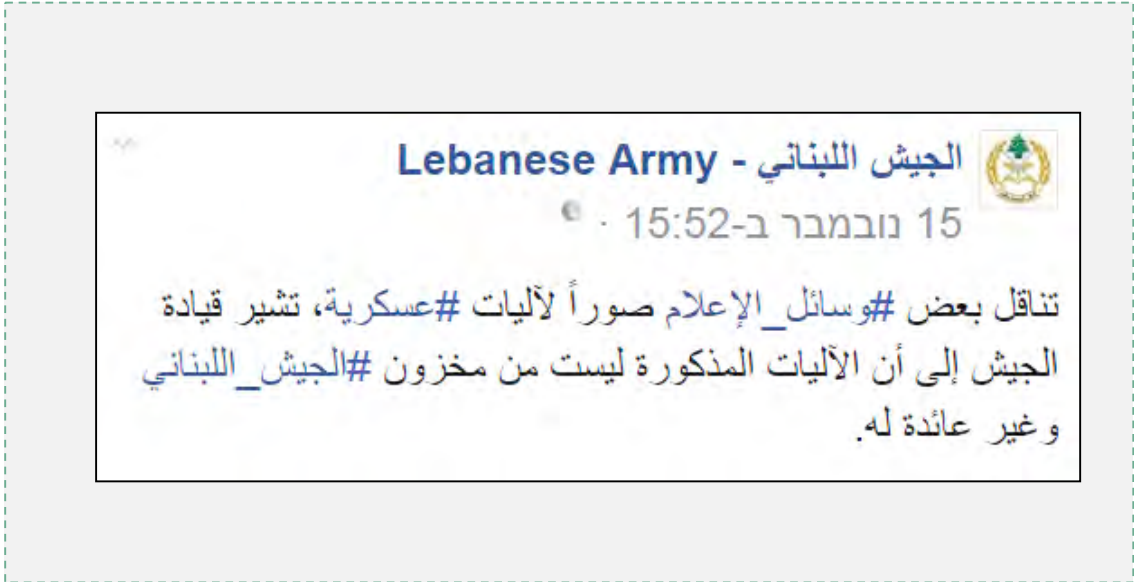 الجيش اللبناني - Lebanese Army
15 נובמבר ב-15:52 ·
تناقل بعض #وسائل_الإعلام صوراً لآليات #عسكرية، تشير قيادة
الجيش إلى أن الآليات المذكورة ليست من مخزون #الجيش_اللبناني
وغير عائدة له.